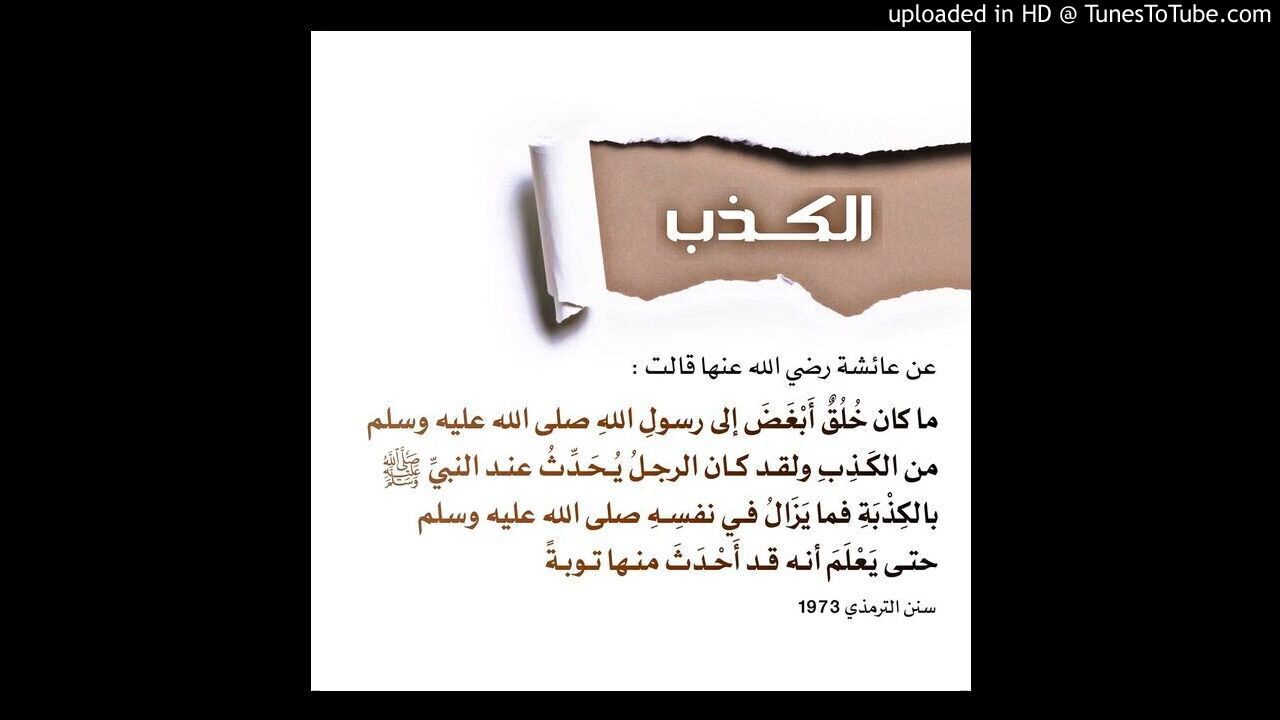 uploaded in HD @ TunesToTube.com
الكذب
عن عائشة رضي الله عنها قالت :
ما كان خُلُقٌ أَبْغَضَ إلى رسولِ اللهِ صلى الله عليه وسلم
من الكَذِبِ ولقد كان الرجلُ يُحَدِّثُ عند النبيِّ ﷺ
بالكِذْبَةِ فما يَزَالُ في نفسِهِ صلى الله عليه وسلم
حتى يَعْلَمَ أنه قد أَحْدَثَ منها توبةً
سنن الترمذي 1973